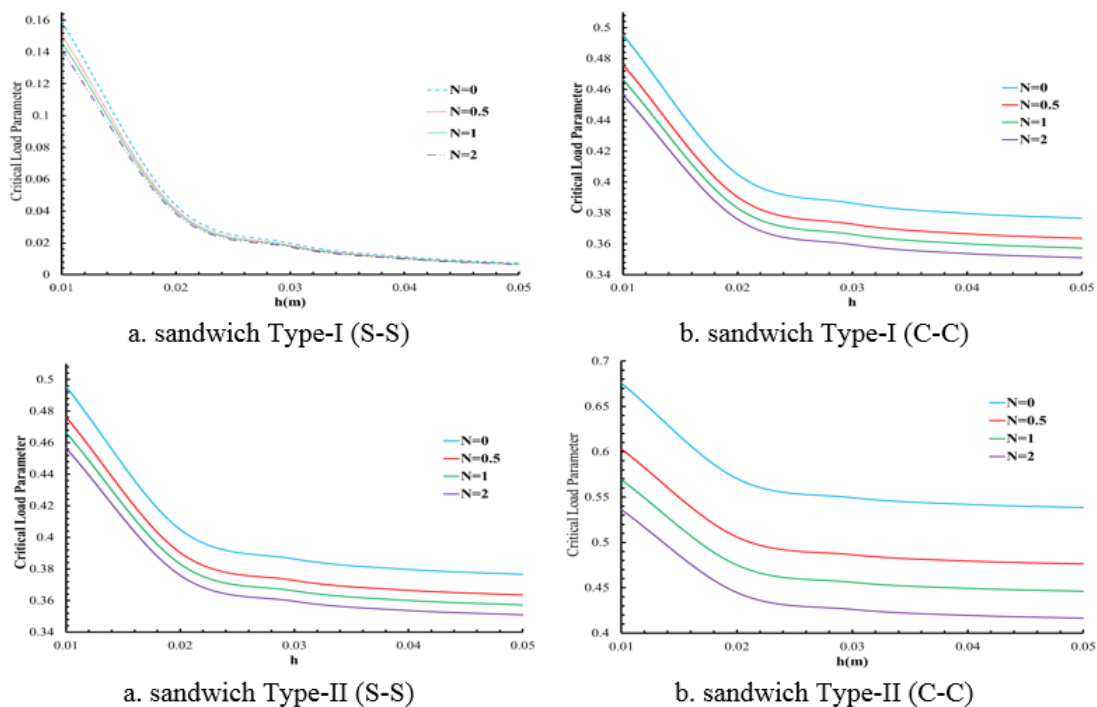 0.16
0.14
0.12
0.1
0.08
0.06
0.04
0.02
0
Critical Load Parameter
N=0
N=0.5
N=1
N=2
0.01 0.02 0.03 0.04 0.05
h(m)
a. sandwich Type-I (S-S)
0.5
0.48
0.46
0.44
0.42
0.4
0.38
0.36
0.34
Critical Load Parameter
N=0
N=0.5
N=1
N=2
0.01 0.02 0.03 0.04 0.05
h
b. sandwich Type-I (C-C)
0.5
0.48
0.46
0.44
0.42
0.4
0.38
0.36
0.34
Critical Load Parameter
N=0
N=0.5
N=1
N=2
0.01 0.02 0.03 0.04 0.05
h
a. sandwich Type-II (S-S)
0.7
0.65
0.6
0.55
0.5
0.45
0.4
Critical Load Parameter
N=0
N=0.5
N=1
N=2
0.01 0.02 0.03 0.04 0.05
h(m)
b. sandwich Type-II (C-C)